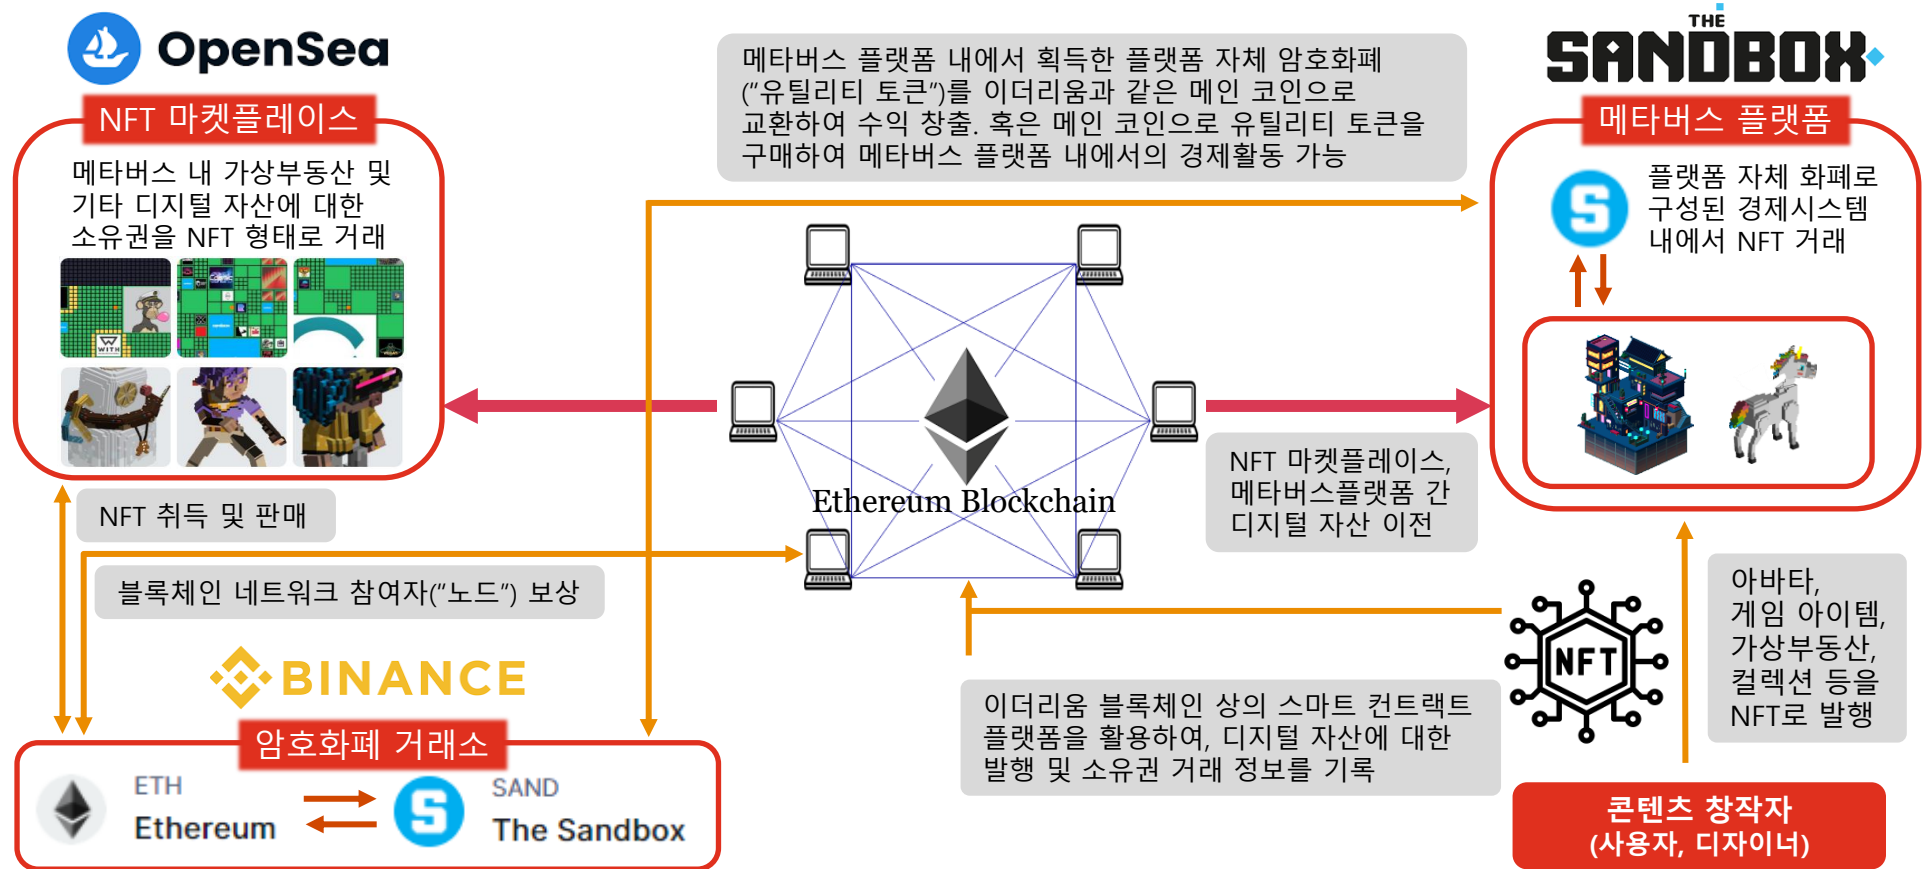 OpenSea
NFT 마켓플레이스
메타버스 내 가상부동산 및
기타 디지털 자산에 대한
소유권을 NFT 형태로 거래
WITH
NFT 취득 및 판매
블록체인 네트워크 참여자(“노드”) 보상
BINANCE
암호화폐 거래소
ETH
Ethereum
SAND
The Sandbox
메타버스 플랫폼 내에서 획득한 플랫폼 자체 암호화폐
(“유틸리티 토큰”)를 이더리움과 같은 메인 코인으로
교환하여 수익 창출. 혹은 메인 코인으로 유틸리티 토큰을
구매하여 메타버스 플랫폼 내에서의 경제활동 가능
Ethereum Blockchain
NFT 마켓플레이스,
메타버스플랫폼 간
디지털 자산 이전
이더리움 블록체인 상의 스마트 컨트랙트
플랫폼을 활용하여, 디지털 자산에 대한
발행 및 소유권 거래 정보를 기록
THE
SANDBOX
메타버스 플랫폼
플랫폼 자체 화폐로
구성된 경제시스템
내에서 NFT 거래
NFT
아바타,
게임 아이템,
가상부동산,
컬렉션 등을
NFT로 발행
콘텐츠 창작자
(사용자, 디자이너)